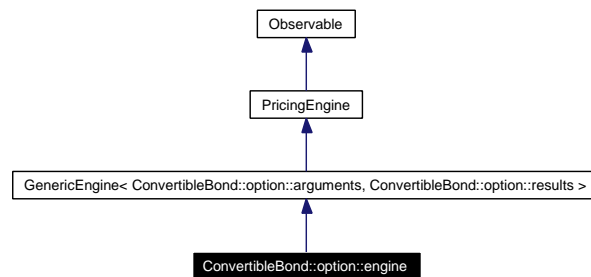 Observable
PricingEngine
GenericEngine< ConvertibleBond::option::arguments, ConvertibleBond::option::results >
ConvertibleBond::option::engine